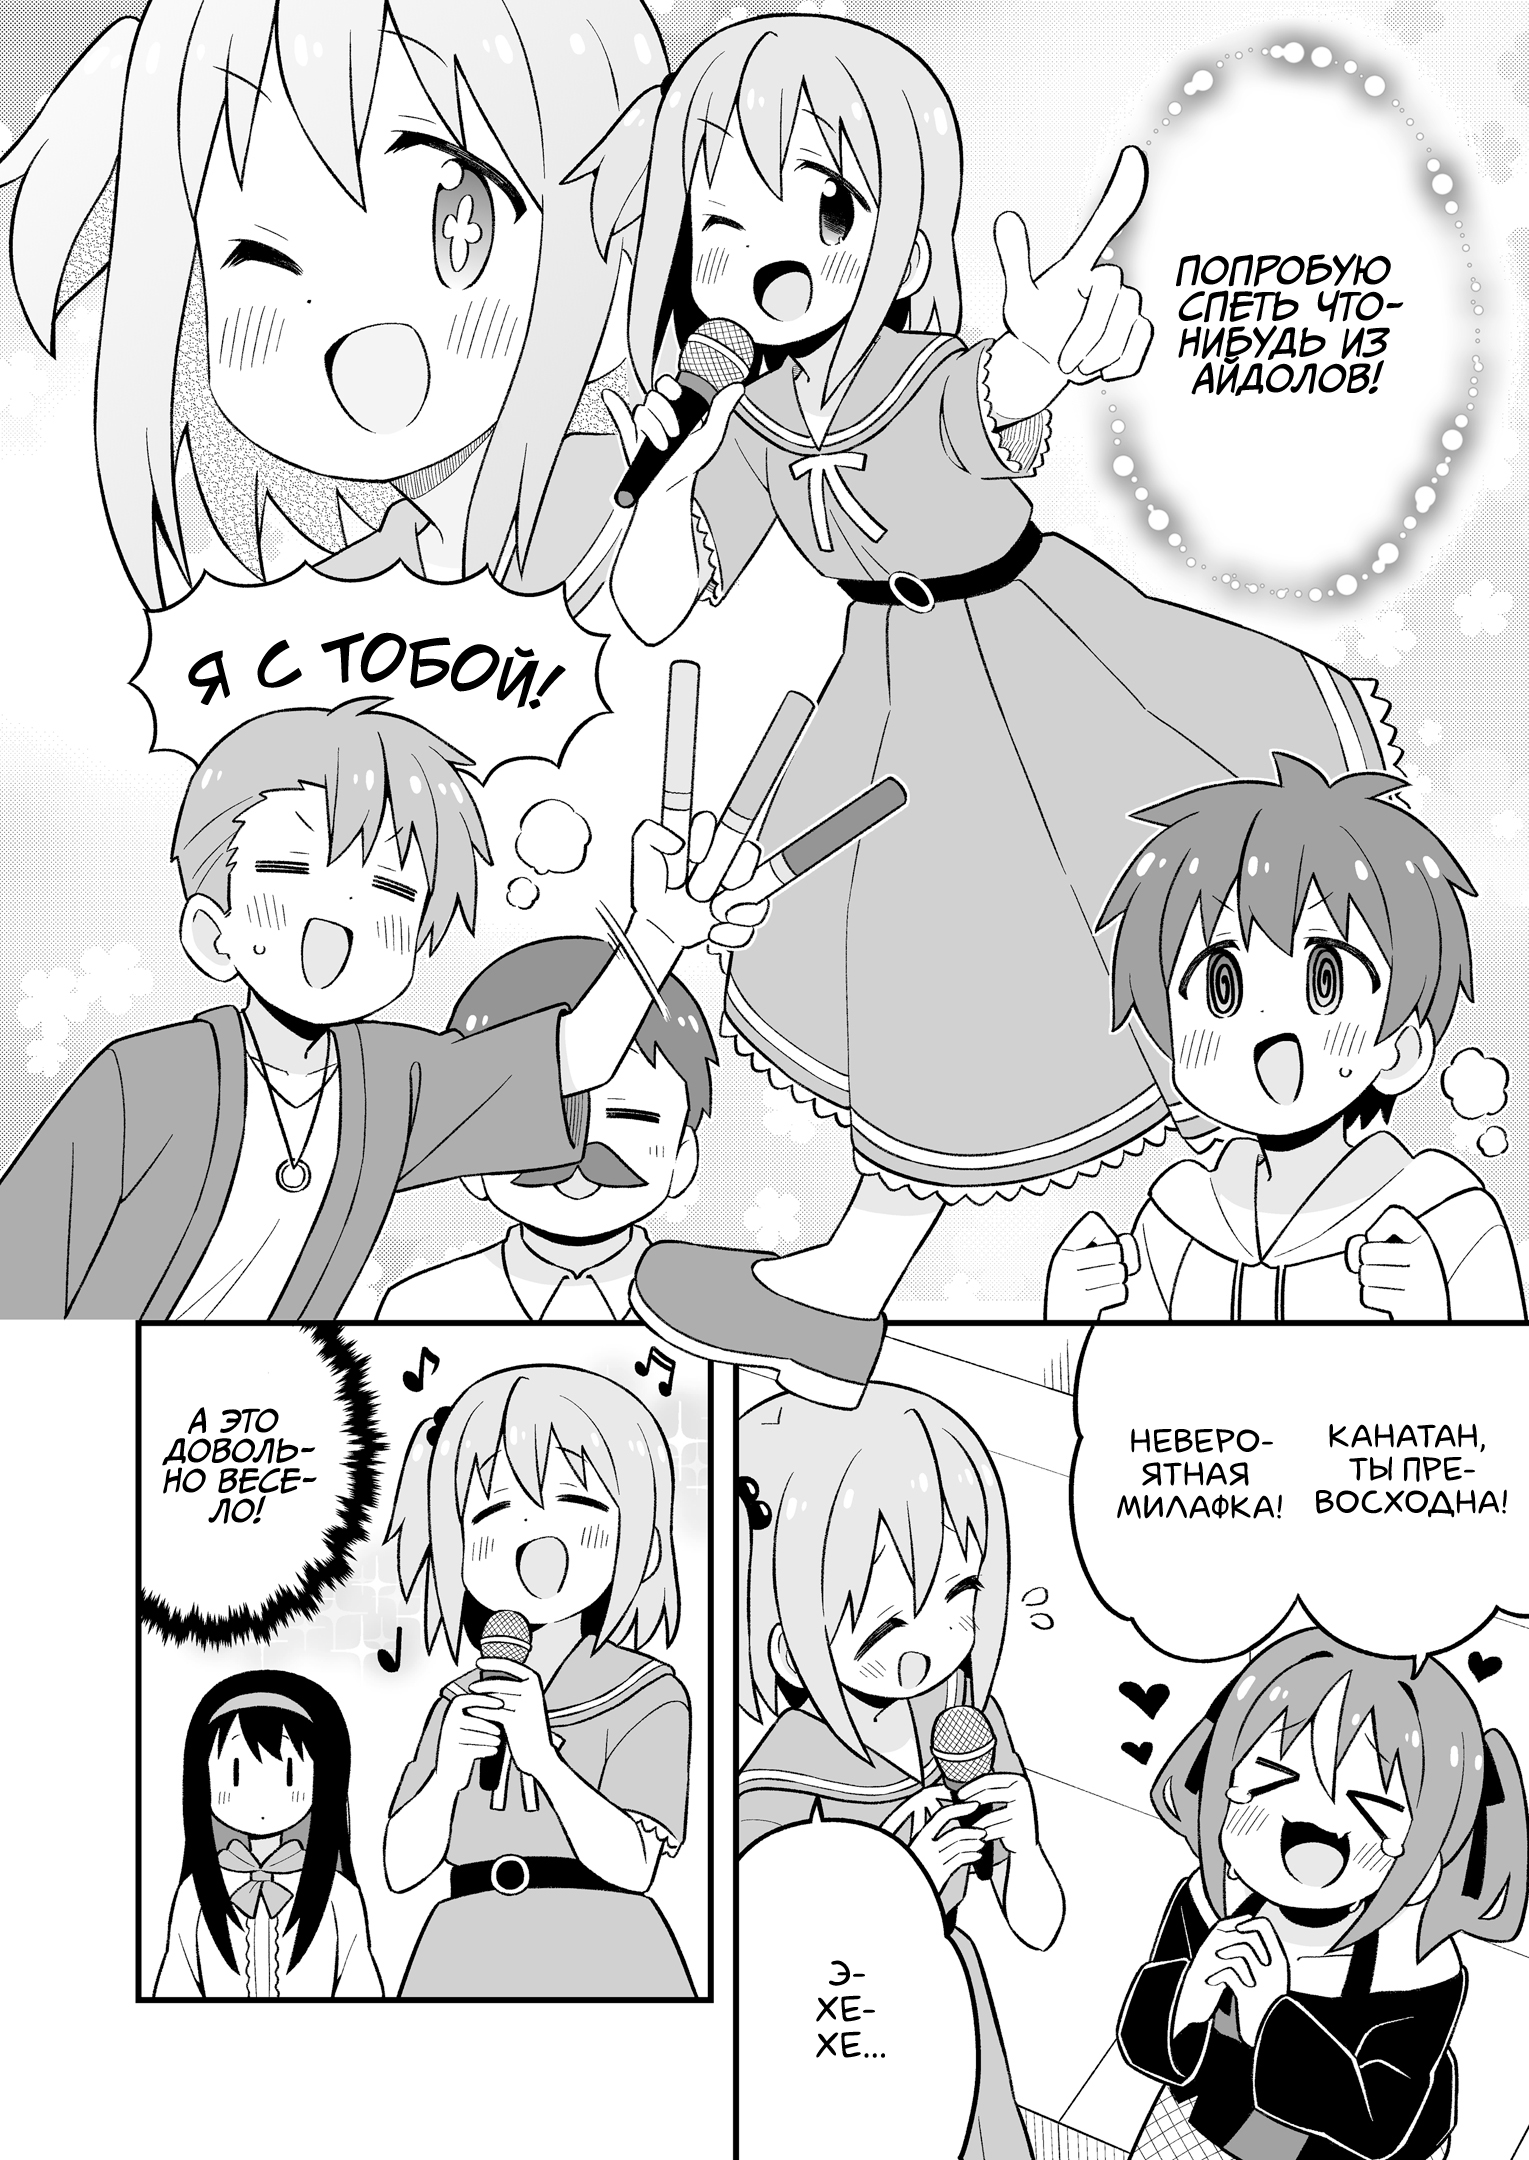 ПОПРОБУЮ
СПЕТЬ ЧТО-
НИБУДЬ ИЗ
АЙДОЛОВ!
Я С ТОБОЙ!
КАНАТАН,
ТЫ ПРЕ-
ВОСХОДНА!
НЕВЕРО-
ЯТНАЯ
МИЛАФКА!
Э-
ХЕ-
ХЕ...
А ЭТО
ДОВОЛЬ-
НО ВЕСЕ-
ЛО!